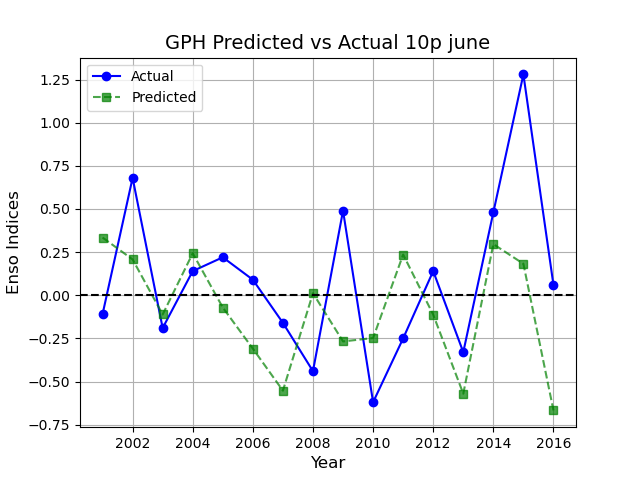 GPH Predicted vs Actual 10p june
Actual
Predicted
1.25
1.00
0.75
0.50
0.25
0.00
−0.25
−0.50
−0.75
Enso Indices
2002 2004 2006 2008 2010 2012 2014 2016
Year